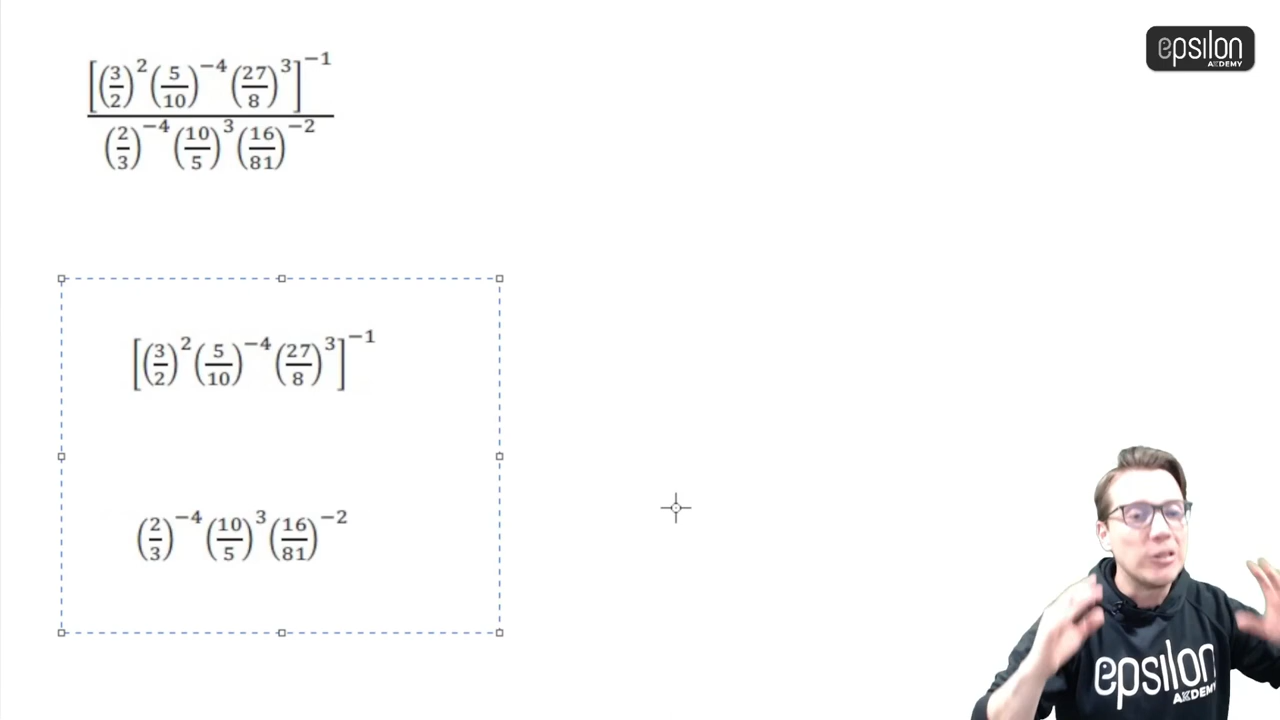 epsilon
AKDEMY
[(3/2)^2 (5/10)^−4 (27/8)^3]^−1
(2/3)^−4 (10/5)^3 (16/81)^−2
[(3/2)^2 (5/10)^−4 (27/8)^3]^−1
(2/3)^−4 (10/5)^3 (16/81)^−2
epsilon
AKDEMY